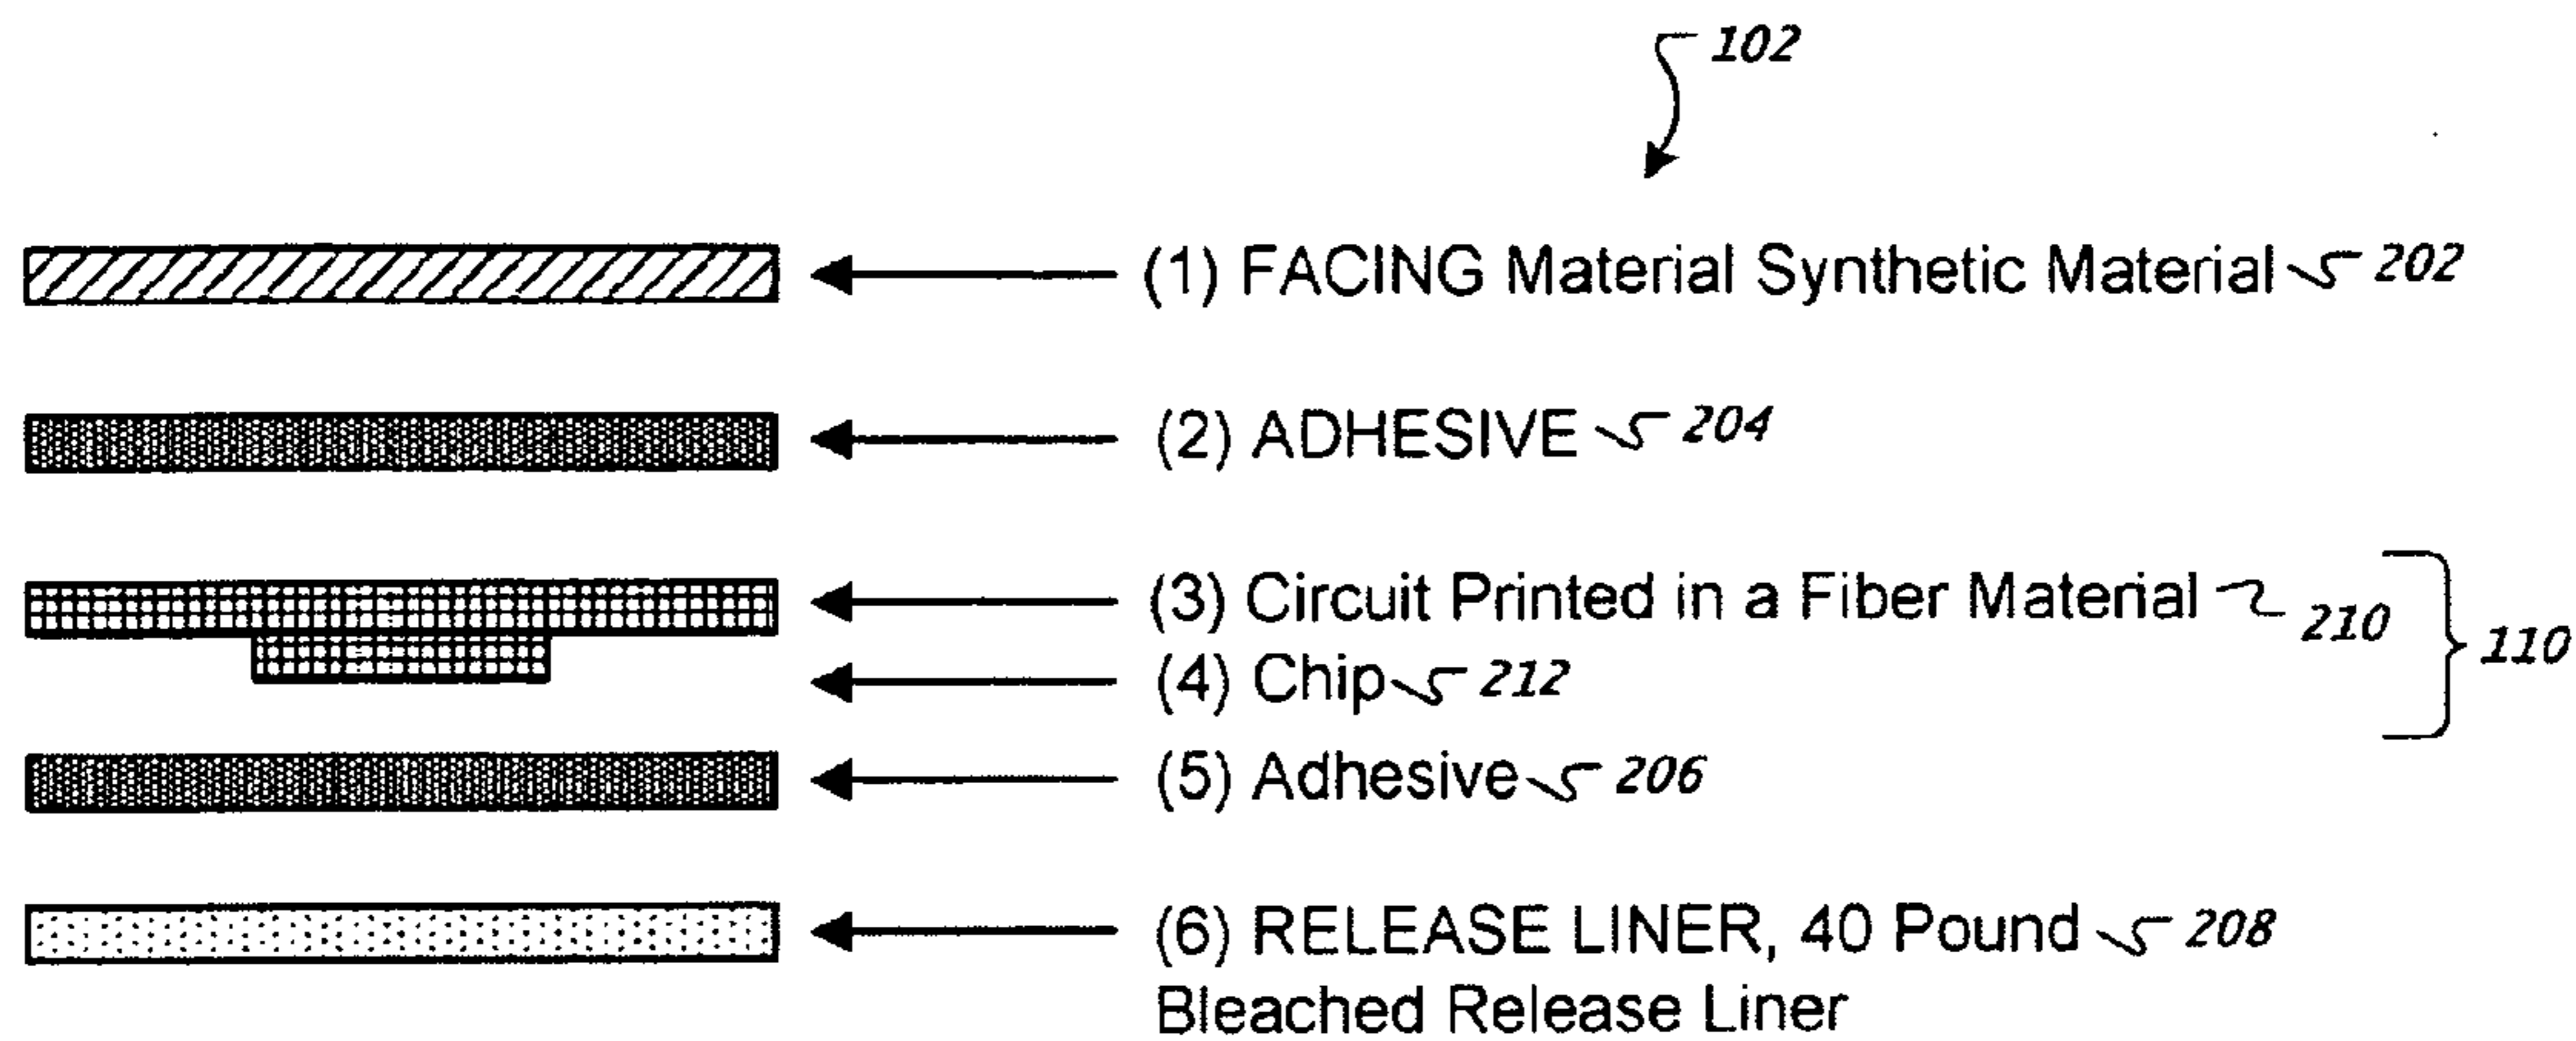 102
(1) FACING Material Synthetic Material 202
(2) ADHESIVE 204
(3) Circuit Printed in a Fiber Material 210
110
(4) Chip 212
(5) Adhesive 206
(6) RELEASE LINER, 40 Pound 208
Bleached Release Liner